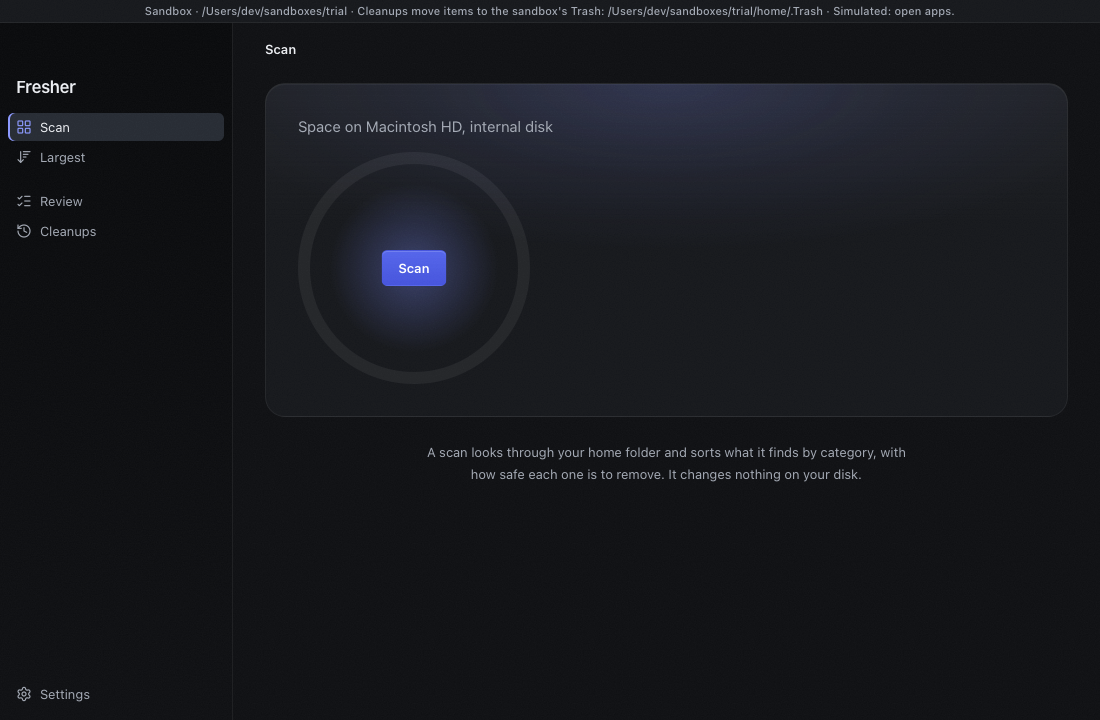 Sandbox · /Users/dev/sandboxes/trial · Cleanups move items to the sandbox's Trash: /Users/dev/sandboxes/trial/home/.Trash · Simulated: open apps.
Fresher
Scan
Largest
Review
Cleanups
Settings
Scan
Space on Macintosh HD, internal disk
Scan
A scan looks through your home folder and sorts what it finds by category, with
how safe each one is to remove. It changes nothing on your disk.